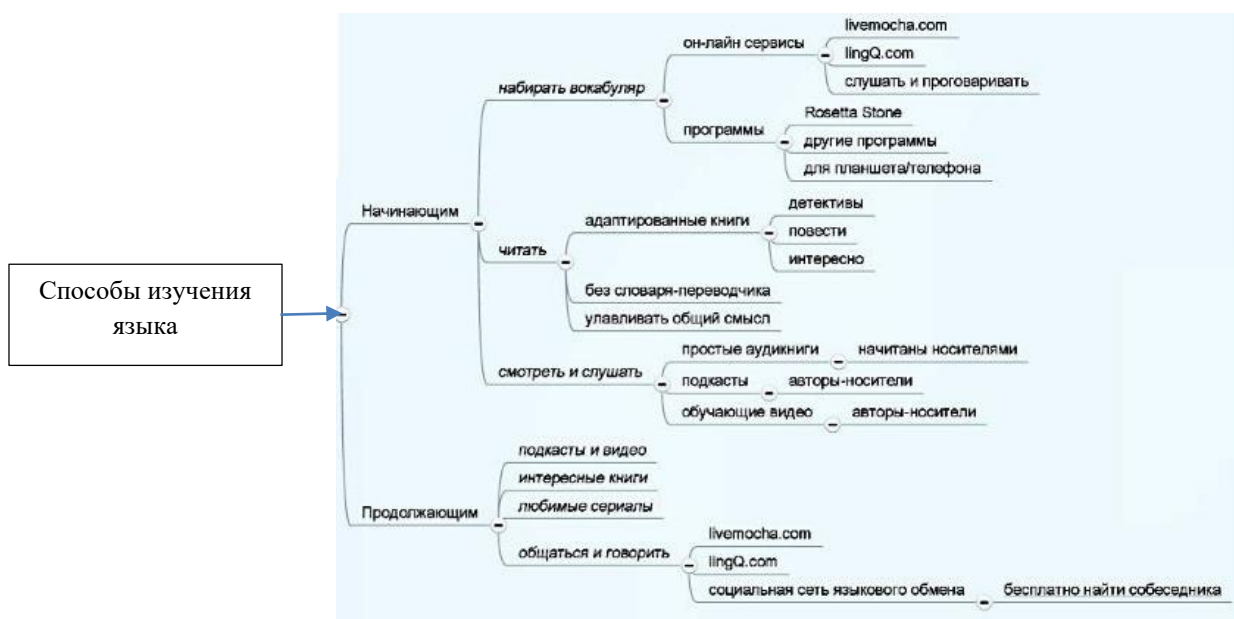 Способы изучения
языка
Начинающим
набирать вокабуляр
он-лайн сервисы
livemocha.com
lingQ.com
слушать и проговаривать
программы
Rosetta Stone
другие программы
для планшета/телефона
читать
адаптированные книги
детективы
повести
интересно
без словаря-переводчика
улавливать общий смысл
смотреть и слушать
простые аудикниги
начитаны носителями
подкасты
авторы-носители
обучающие видео
авторы-носители
Продолжающим
подкасты и видео
интересные книги
любимые сериалы
общаться и говорить
livemocha.com
lingQ.com
социальная сеть языкового обмена
бесплатно найти собеседника